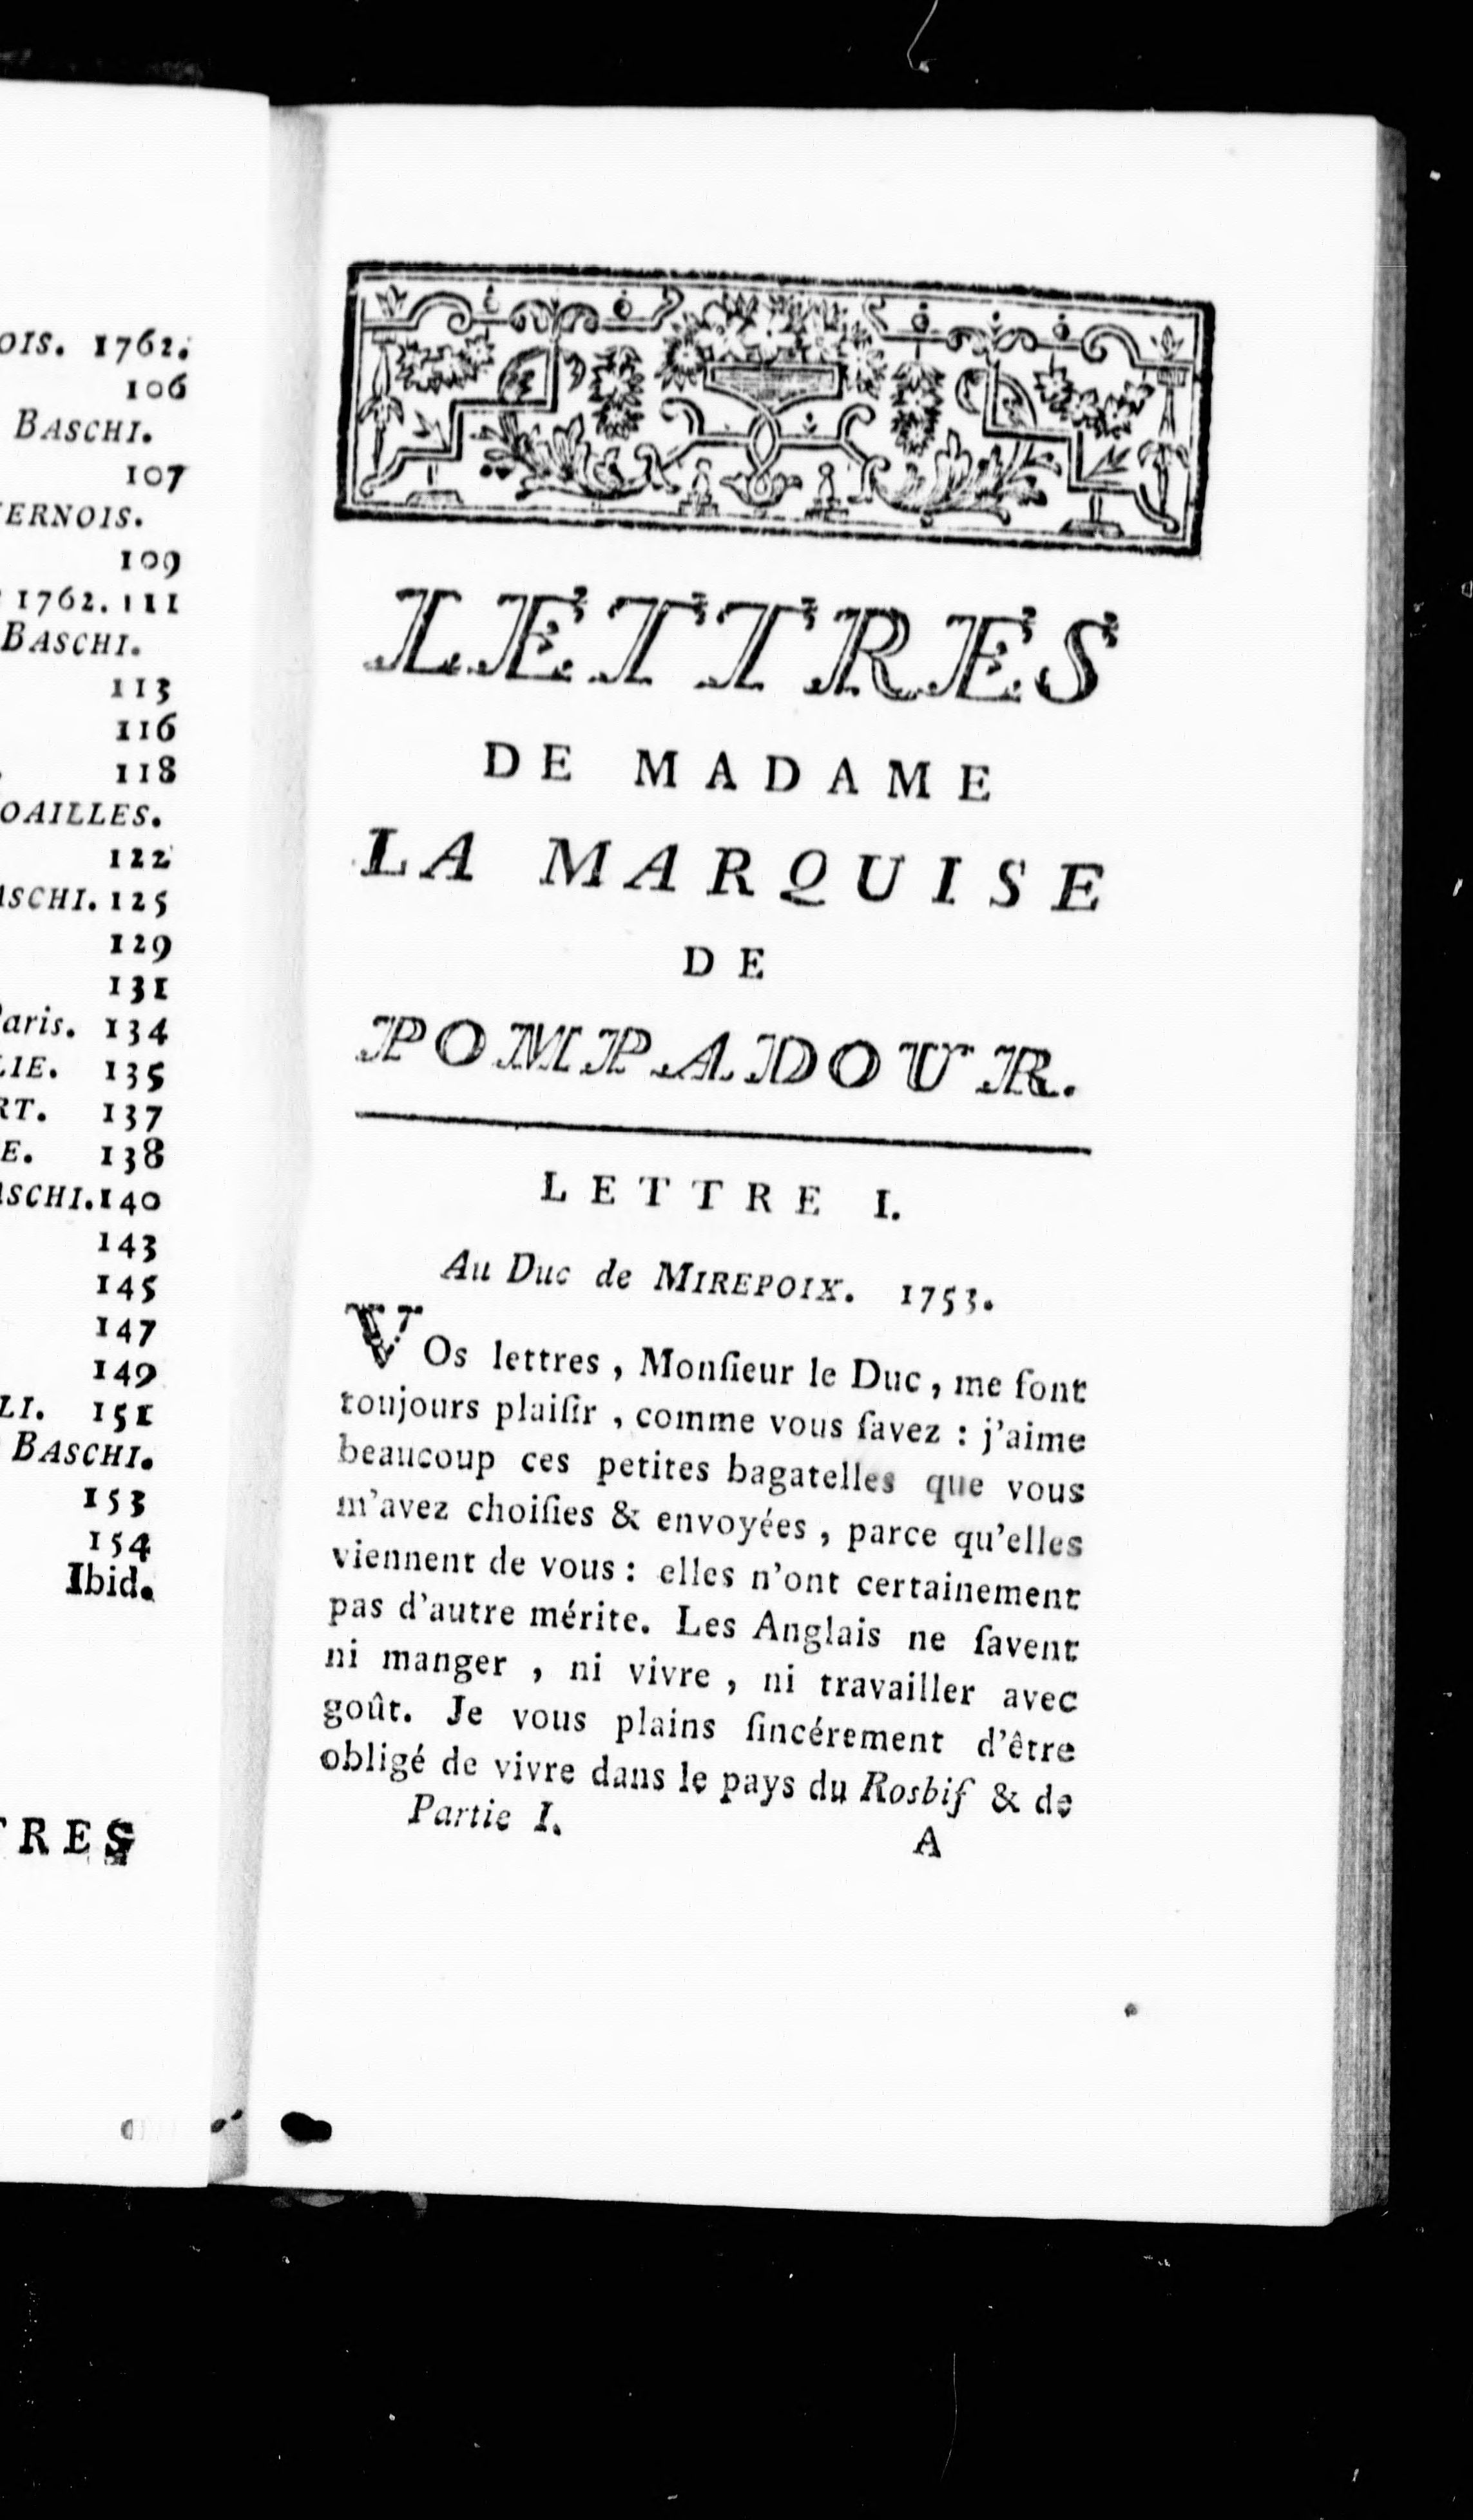 OIS. 1762.
106
BASCHI.
107
ERNOIS.
109
1762. 111
BASCHI.
113
116
118
OAILLES.
122
ASCHI. 125
129
131
aris. 134
LIE. 135
RT. 137
E. 138
ASCHI. 140
143
145
147
149
LI. 151
BASCHI.
153
154
Ibid.
TRES
LETTRES
DE MADAME
LA MARQUISE
DE
POMPADOUR.
LETTRE I.
Au Duc de MIREPOIX. 1753.
VOs lettres, Monſieur le Duc, me font
toujours plaiſir, comme vous ſavez : j'aime
beaucoup ces petites bagatelles que vous
m'avez choiſies & envoyées, parce qu'elles
viennent de vous : elles n'ont certainement
pas d'autre mérite. Les Anglais ne ſavent
ni manger, ni vivre, ni travailler avec
goût. Je vous plains ſincérement d'être
obligé de vivre dans le pays du Rosbif & de
Partie I. A